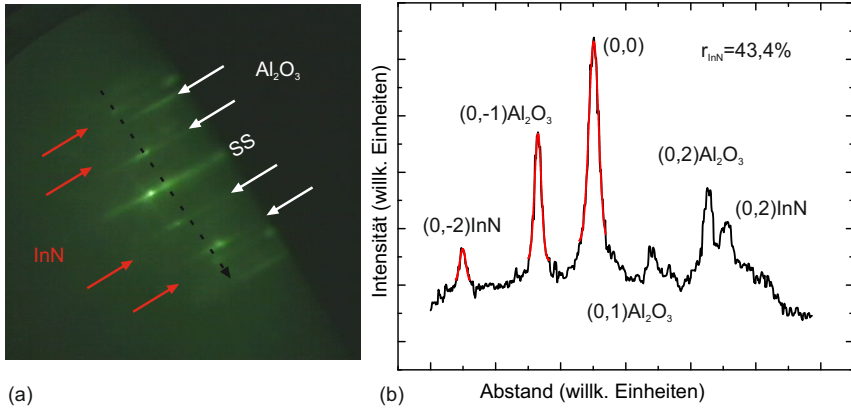 Al₂O₃
SS
InN
(a)
(0,0)
r_InN=43,4%
(0,-1)Al₂O₃
(0,2)Al₂O₃
(0,2)InN
(0,-2)InN
(0,1)Al₂O₃
Intensität (willk. Einheiten)
Abstand (willk. Einheiten)
(b)